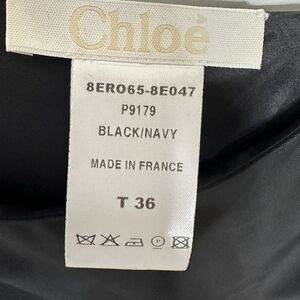 Chloé
8ERO65-8E047
P9179
BLACK/NAVY
MADE IN FRANCE
T 36
P